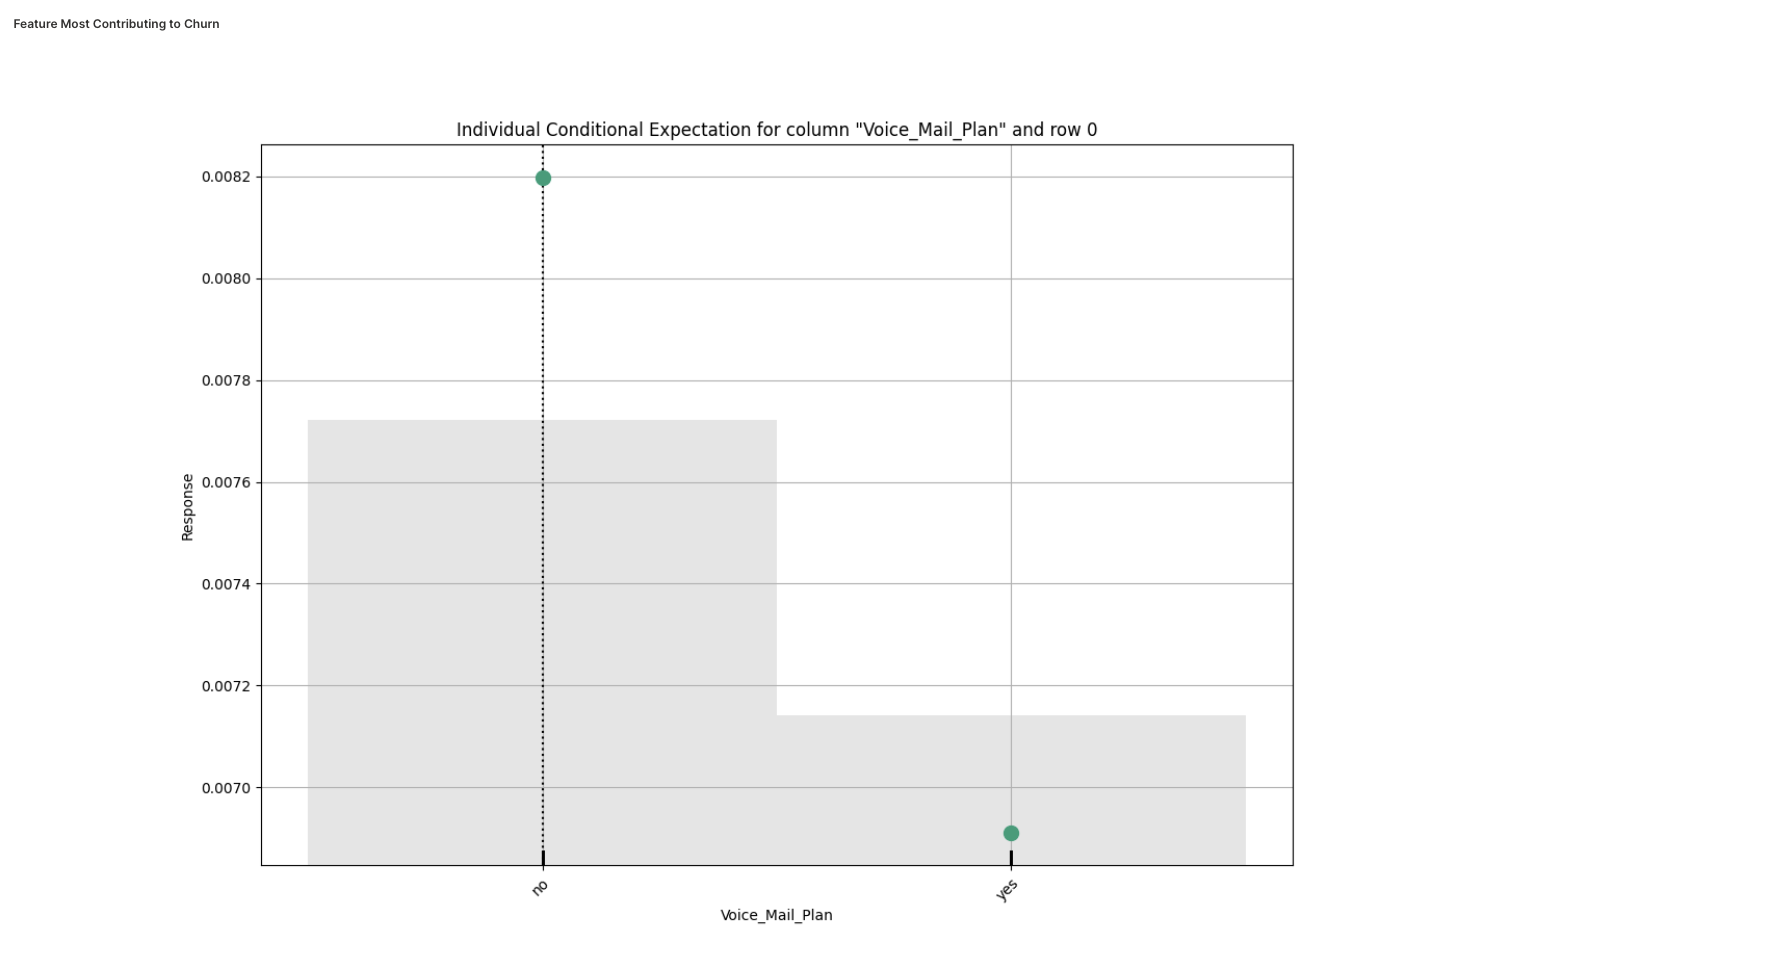 Feature Most Contributing to Churn
Individual Conditional Expectation for column "Voice_Mail_Plan" and row 0
0.0082
0.0080
0.0078
0.0076
0.0074
0.0072
0.0070
Response
no
yes
Voice_Mail_Plan